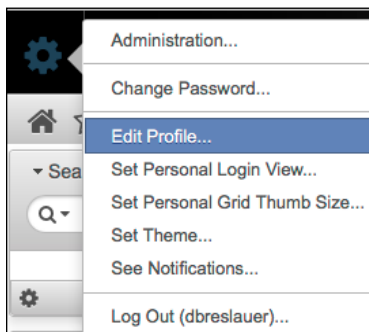 Administration...
Change Password...
Edit Profile...
Sea
Set Personal Login View...
Set Personal Grid Thumb Size...
Set Theme...
See Notifications...
Log Out (dbreslauer)...